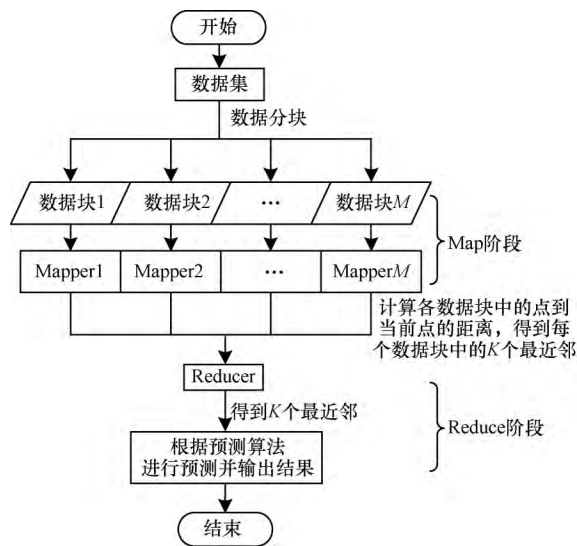 开始
数据集
数据分块
数据块1 数据块2 … 数据块M
Map阶段
Mapper1 Mapper2 … MapperM
计算各数据块中的点到
当前点的距离，得到每
个数据块中的K个最近邻
Reducer
得到K个最近邻
Reduce阶段
根据预测算法
进行预测并输出结果
结束